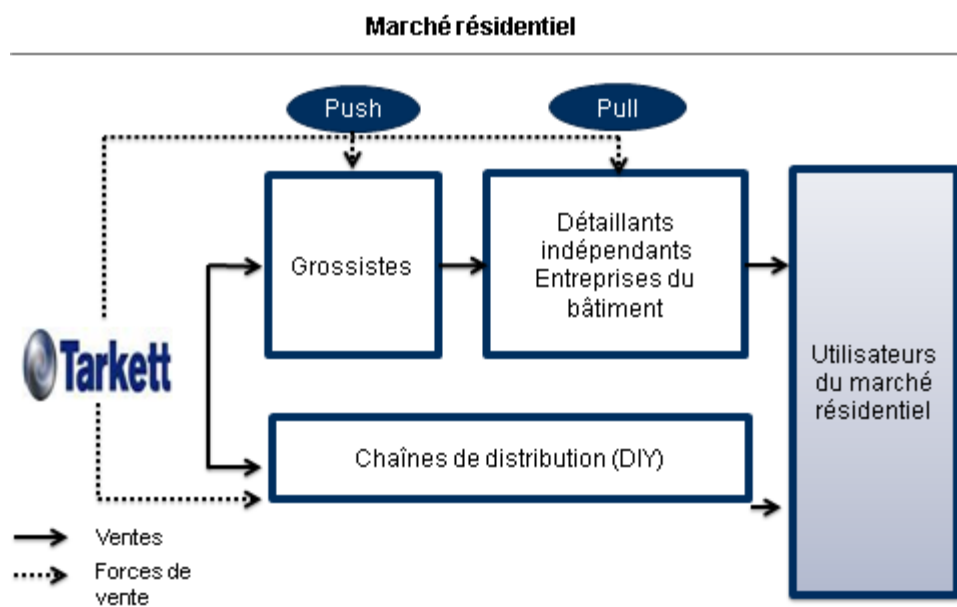 Marché résidentiel
Push
Pull
Grossistes
Détaillants
indépendants
Entreprises du
bâtiment
Tarkett
Utilisateurs
du marché
résidentiel
Chaînes de distribution (DIY)
Ventes
Forces de
vente